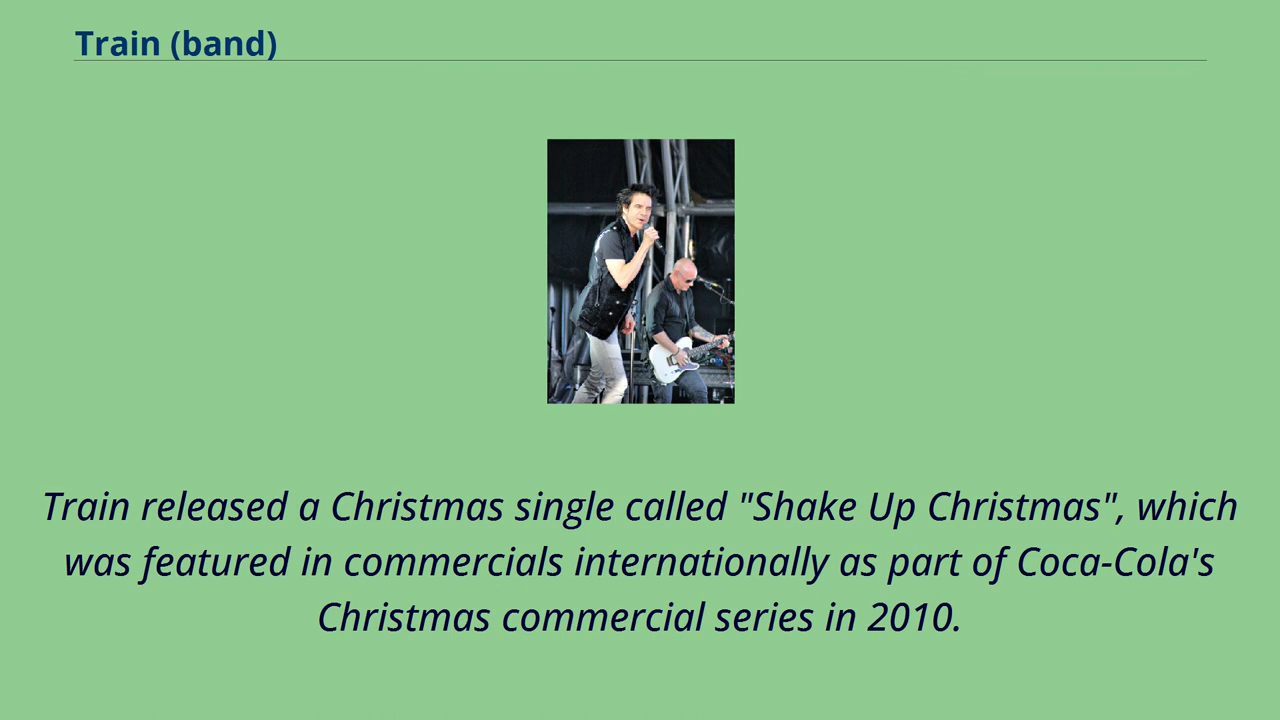 Train (band)
Train released a Christmas single called "Shake Up Christmas", which
was featured in commercials internationally as part of Coca-Cola's
Christmas commercial series in 2010.